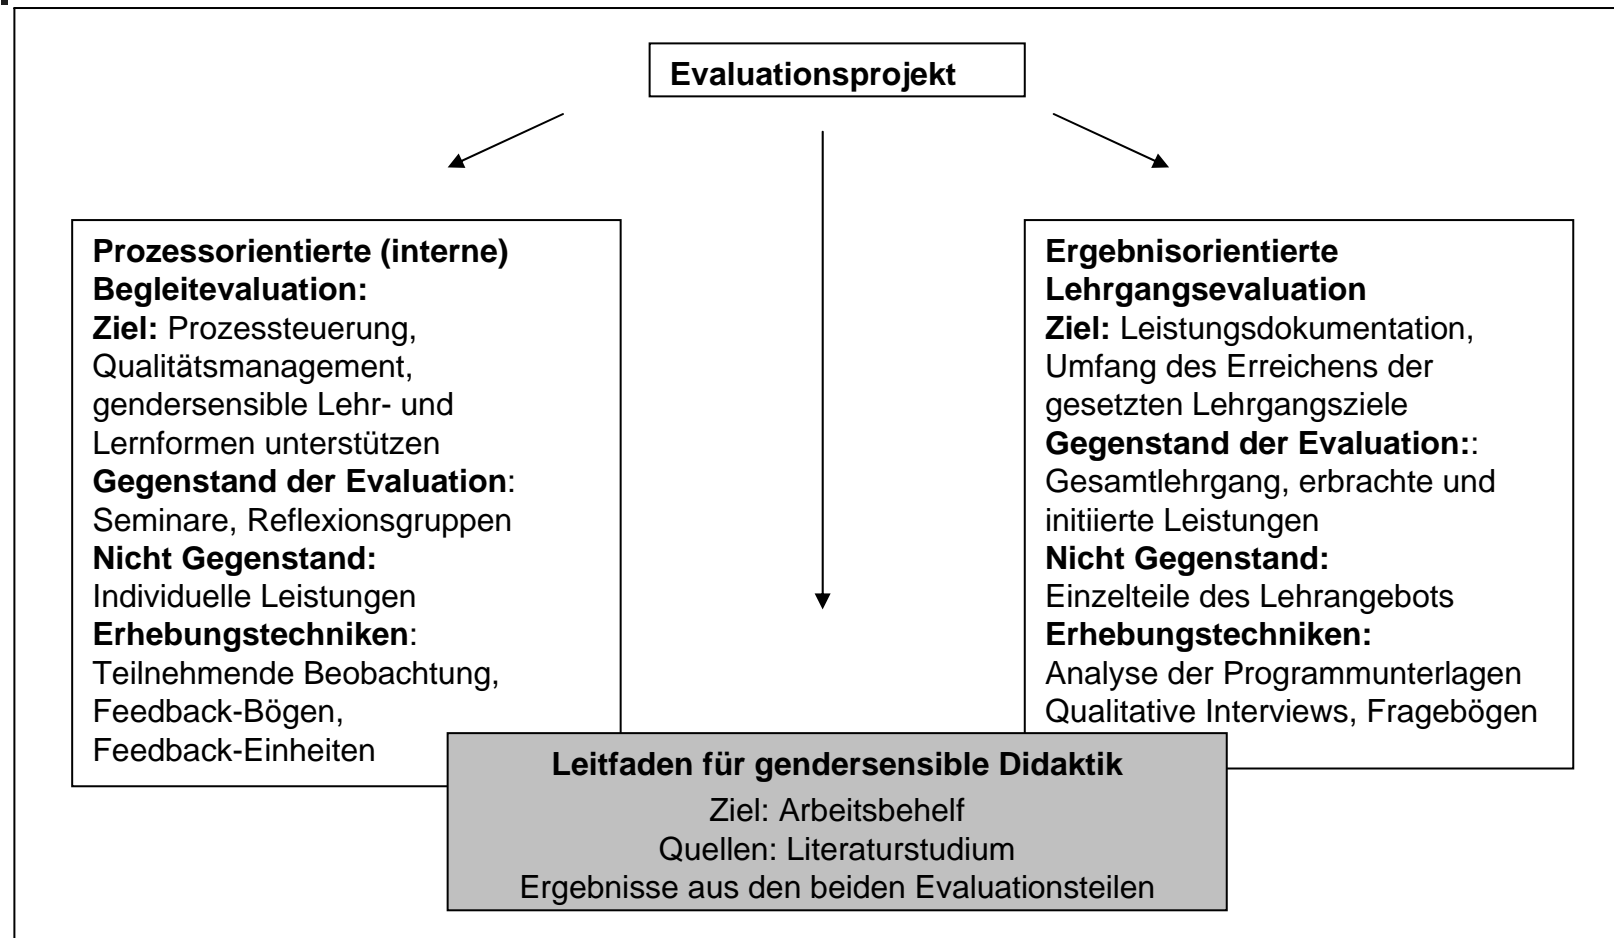 Evaluationsprojekt
Prozessorientierte (interne)
Begleitevaluation:
Ziel: Prozessteuerung,
Qualitätsmanagement,
gendersensible Lehr- und
Lernformen unterstützen
Gegenstand der Evaluation:
Seminare, Reflexionsgruppen
Nicht Gegenstand:
Individuelle Leistungen
Erhebungstechniken:
Teilnehmende Beobachtung,
Feedback-Bögen,
Feedback-Einheiten
Ergebnisorientierte
Lehrgangsevaluation
Ziel: Leistungsdokumentation,
Umfang des Erreichens der
gesetzten Lehrgangsziele
Gegenstand der Evaluation::
Gesamtlehrgang, erbrachte und
initiierte Leistungen
Nicht Gegenstand:
Einzelteile des Lehrangebots
Erhebungstechniken:
Analyse der Programmunterlagen
Qualitative Interviews, Fragebögen
Leitfaden für gendersensible Didaktik
Ziel: Arbeitsbehelf
Quellen: Literaturstudium
Ergebnisse aus den beiden Evaluationsteilen